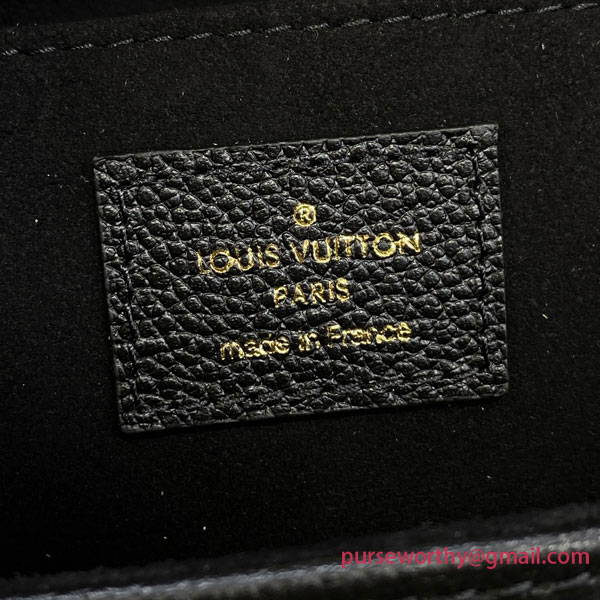 ®
LOUIS VUITTON
PARIS
made in France
purseworthy@gmail.com